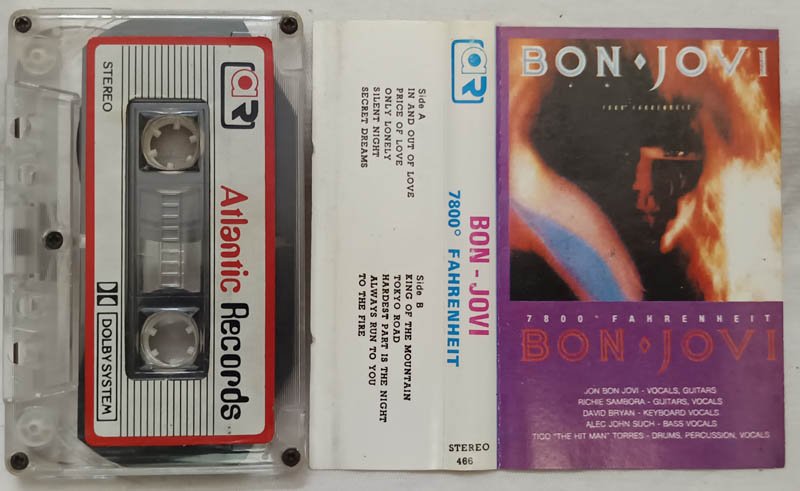 STEREO
aR
Atlantic Records
DOLBY SYSTEM
Side A
IN AND OUT OF LOVE
PRICE OF LOVE
ONLY LONELY
SILENT NIGHT
SECRET DREAMS
Side B
KING OF THE MOUNTAIN
TOKYO ROAD
HARDEST PART IS THE NIGHT
ALWAYS RUN TO YOU
TO THE FIRE
aR
BON - JOVI
7800° FAHRENHEIT
STEREO
466
BON JOVI
7800° FAHRENHEIT
7800° FAHRENHEIT
BON JOVI
JON BON JOVI - VOCALS, GUITARS
RICHIE SAMBORA - GUITARS, VOCALS
DAVID BRYAN - KEYBOARD VOCALS
ALEC JOHN SUCH - BASS VOCALS
TICO "THE HIT MAN" TORRES - DRUMS, PERCUSSION, VOCALS